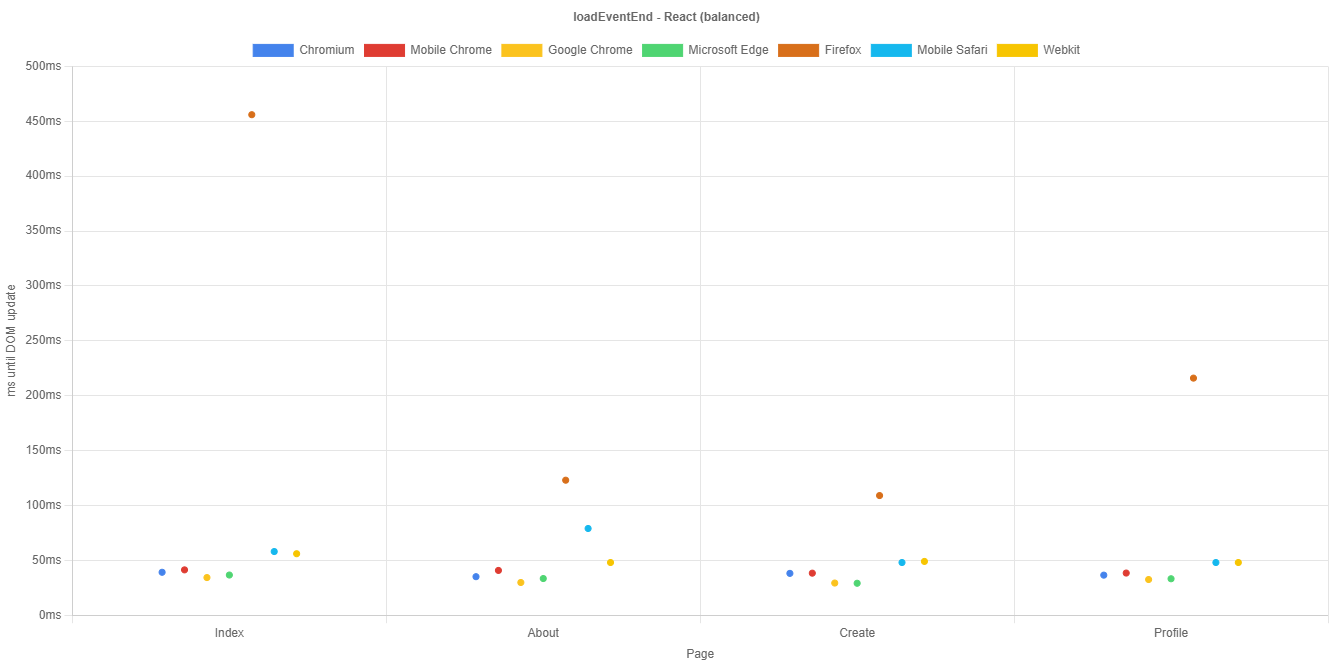 loadEventEnd - React (balanced)
Chromium Mobile Chrome Google Chrome Microsoft Edge Firefox Mobile Safari Webkit
500ms
450ms
400ms
350ms
300ms
250ms
200ms
150ms
100ms
50ms
0ms
ms until DOM update
Index About Create Profile
Page